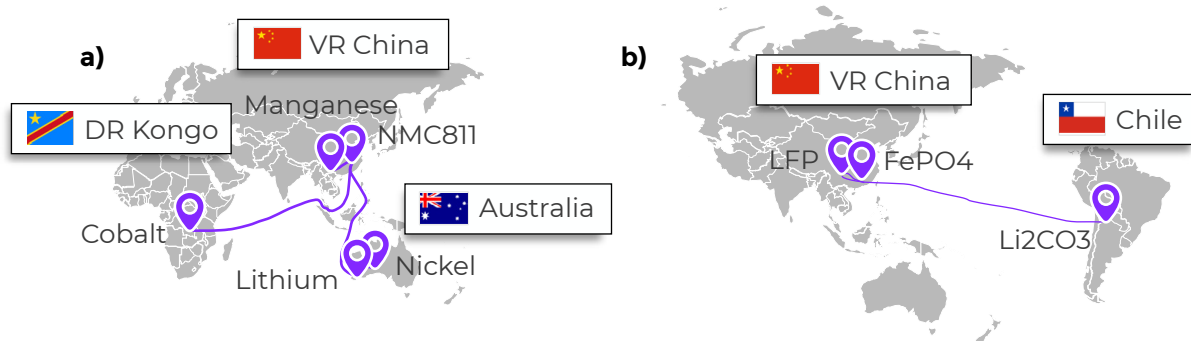 a)
VR China
Manganese
DR Kongo
NMC811
Australia
Cobalt
Lithium
Nickel
b)
VR China
Chile
LFP
FePO4
Li2CO3